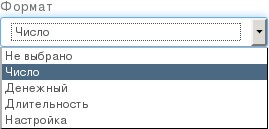 Формат
Число
Не выбрано
Число
Денежный
Длительность
Настройка